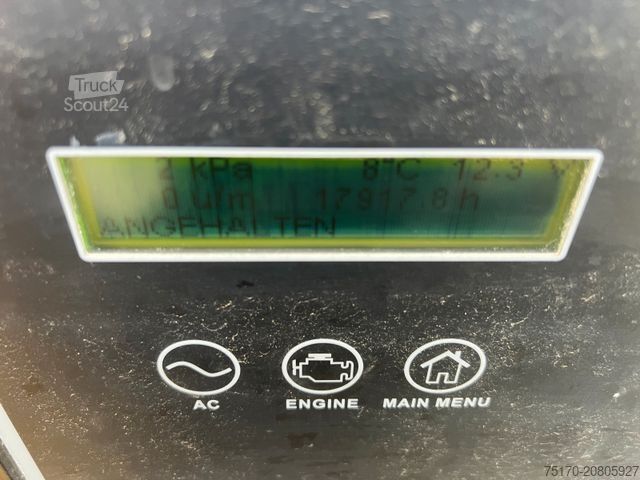 Truck
Scout24
2 kPa 8°C 12.3 V
0 u/m 17917.8 h
ANGEHALTEN
AC ENGINE MAIN MENU
75170-20805927